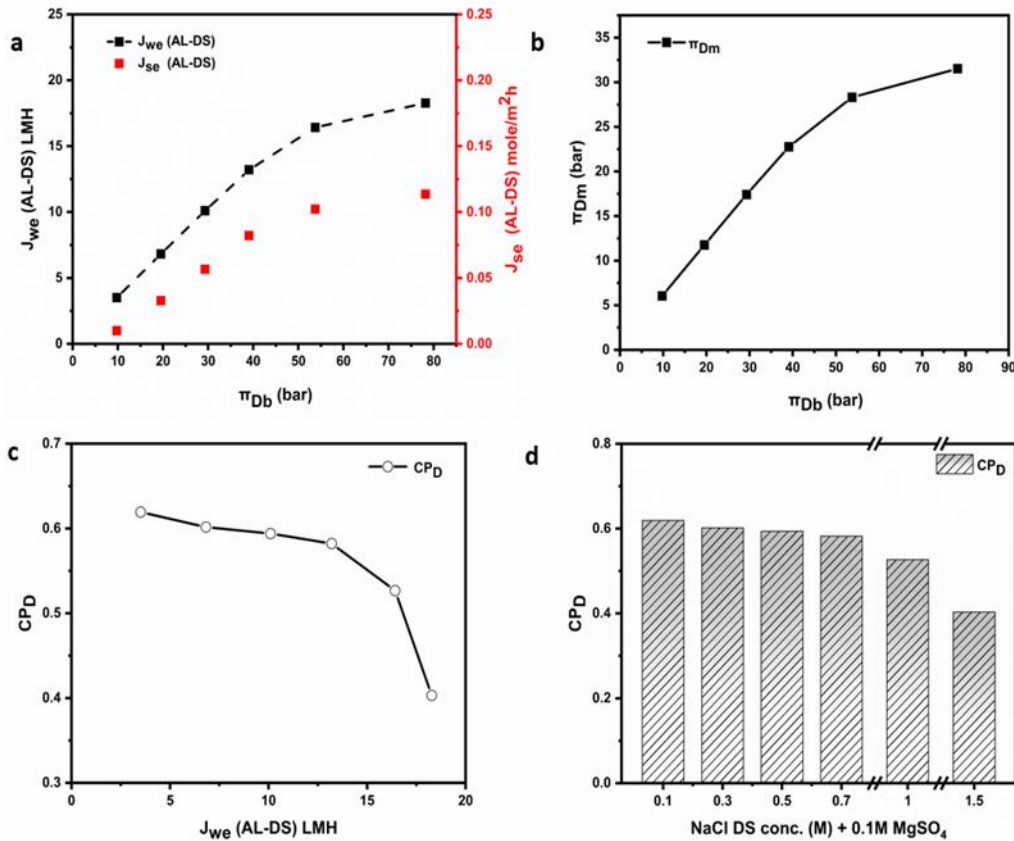 a
J_we (AL-DS)
J_se (AL-DS)
J_we (AL-DS) LMH
25
20
15
10
5
0
0 10 20 30 40 50 60 70 80
π_Db (bar)
0.25
0.20
0.15
0.10
0.05
0.00
J_se (AL-DS) mole/m²h
b
π_Dm
π_Dm (bar)
35
30
25
20
15
10
5
0
0 10 20 30 40 50 60 70 80 90
π_Db (bar)
c
CP_D
CP_D
0.7
0.6
0.5
0.4
0.3
0 5 10 15 20
J_we (AL-DS) LMH
d
CP_D
CP_D
0.8
0.6
0.4
0.2
0.0
0.1 0.3 0.5 0.7 1 1.5
NaCl DS conc. (M) + 0.1M MgSO₄